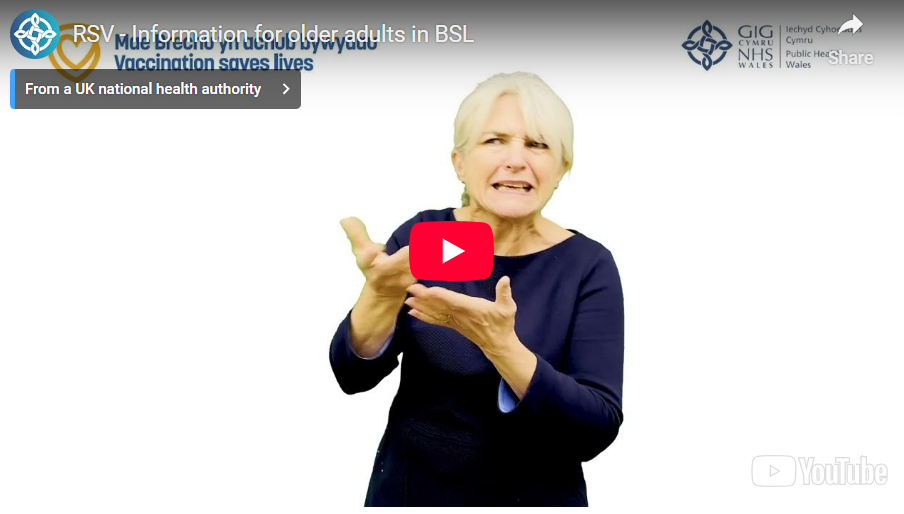 RSV - Information for older adults in BSL
Mae Brechu yn achub bywydau
Vaccination saves lives
From a UK national health authority
GIG
CYMRU
NHS
WALES
Iechyd Cyhoeddus
Cymru
Public Health
Wales
Share
YouTube